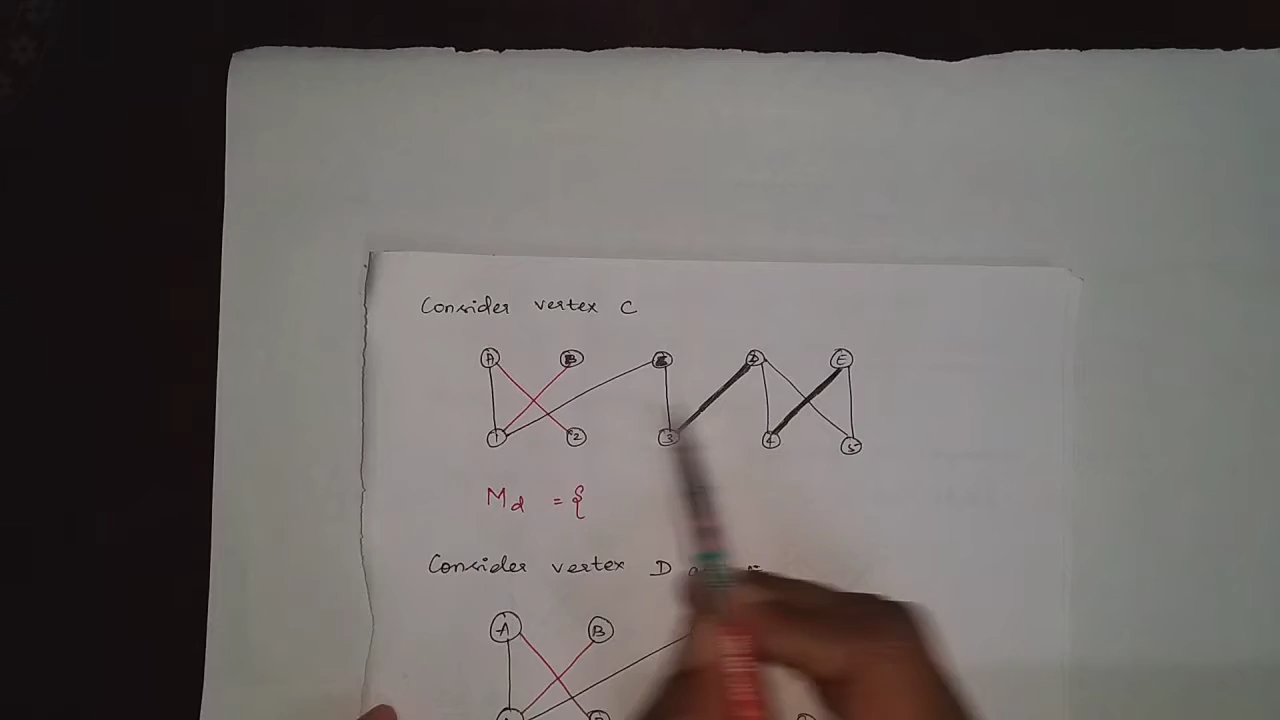 Consider vertex C
A B C D E
1 2 3 4 5
Md = {
Consider vertex D
A B